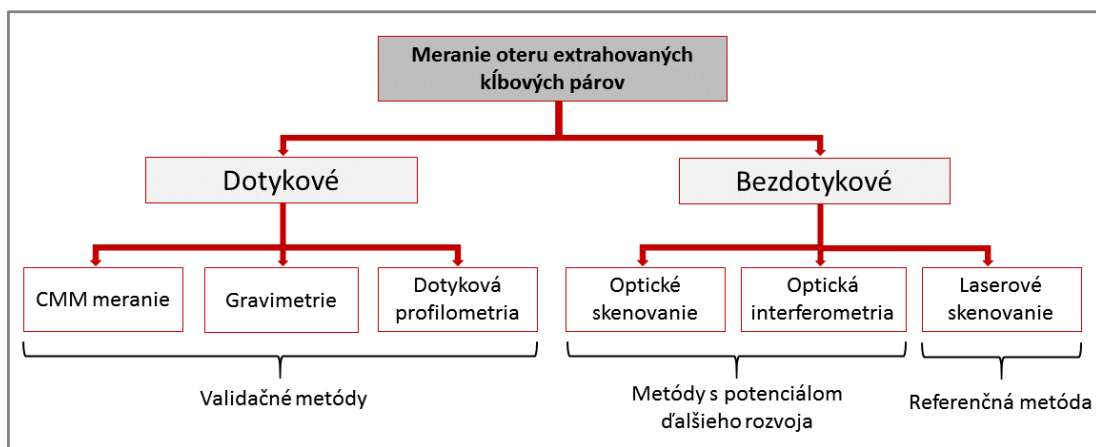 Meranie oteru extrahovaných
kĺbových párov
Dotykové
Bezdotykové
CMM meranie
Gravimetrie
Dotyková
profilometria
Optické
skenovanie
Optická
interferometria
Laserové
skenovanie
Validačné metódy
Metódy s potenciálom
ďalšieho rozvoja
Referenčná metóda